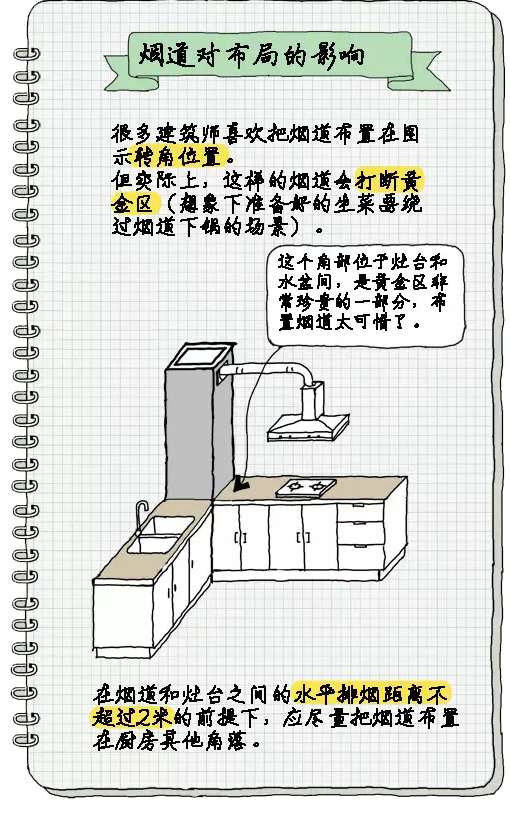 烟道对布局的影响
很多建筑师喜欢把烟道布置在图
示转角位置。
但实际上，这样的烟道会打断黄
金区（想象下准备好的生菜要绕
过烟道下锅的场景）。
这个角部位于灶台和
水盆间，是黄金区非
常珍贵的一部分，布
置烟道太可惜了。
在烟道和灶台之间的水平排烟距离不
超过2米的前提下，应尽量把烟道布置
在厨房其他角落。